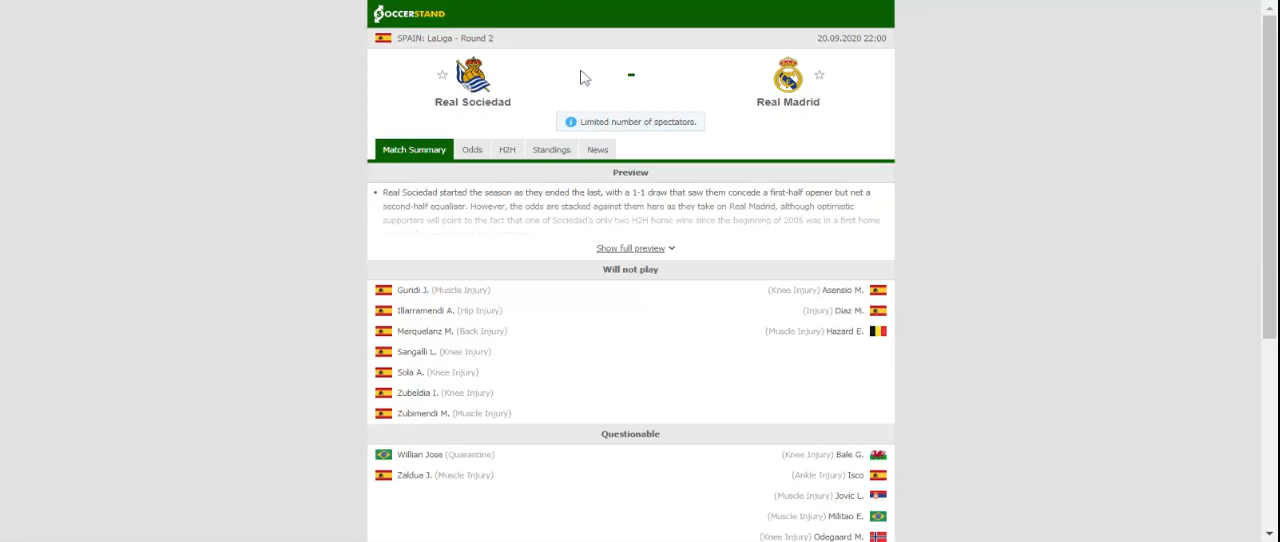 SOCCERSTAND
SPAIN: LaLiga - Round 2 20.09.2020 22:00
-
Real Sociedad Real Madrid
Limited number of spectators.
Match Summary Odds H2H Standings News
Preview
Real Sociedad started the season as they ended the last, with a 1-1 draw that saw them concede a first-half opener but net a
second-half equaliser. However, the odds are stacked against them here as they take on Real Madrid, although optimistic
supporters will point to the fact that one of Sociedad's only two H2H home wins since the beginning of 2005 was in a first home
Show full preview
Will not play
Guridi J. (Muscle Injury) (Knee Injury) Asensio M.
Illarramendi A. (Hip Injury) (Injury) Diaz M.
Merquelanz M. (Back Injury) (Muscle Injury) Hazard E.
Sangalli L. (Knee Injury)
Sola A. (Knee Injury)
Zubeldia I. (Knee Injury)
Zubimendi M. (Muscle Injury)
Questionable
Willian Jose (Quarantine) (Knee Injury) Bale G.
Zaldua J. (Muscle Injury) (Ankle Injury) Isco
(Muscle Injury) Jovic L.
(Muscle Injury) Militao E.
(Knee Injury) Odegaard M.